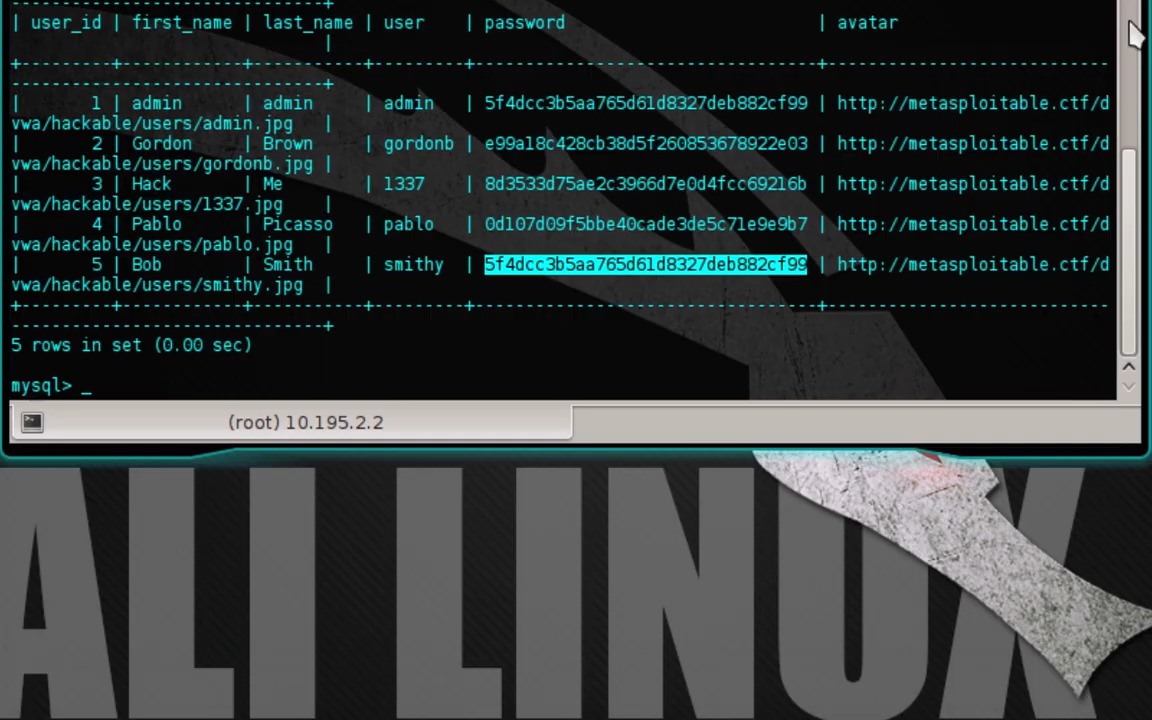 -------------------------------+
| user_id | first_name | last_name | user    | password                         | avatar
                               |
+---------+------------+-----------+---------+----------------------------------+-----------------------------
-------------------------------+
|       1 | admin      | admin     | admin   | 5f4dcc3b5aa765d61d8327deb882cf99 | http://metasploitable.ctf/d
vwa/hackable/users/admin.jpg   |
|       2 | Gordon     | Brown     | gordonb | e99a18c428cb38d5f260853678922e03 | http://metasploitable.ctf/d
vwa/hackable/users/gordonb.jpg |
|       3 | Hack       | Me        | 1337    | 8d3533d75ae2c3966d7e0d4fcc69216b | http://metasploitable.ctf/d
vwa/hackable/users/1337.jpg    |
|       4 | Pablo      | Picasso   | pablo   | 0d107d09f5bbe40cade3de5c71e9e9b7 | http://metasploitable.ctf/d
vwa/hackable/users/pablo.jpg   |
|       5 | Bob        | Smith     | smithy  | 5f4dcc3b5aa765d61d8327deb882cf99 | http://metasploitable.ctf/d
vwa/hackable/users/smithy.jpg  |
+---------+------------+-----------+---------+----------------------------------+-----------------------------
-------------------------------+
5 rows in set (0.00 sec)
mysql> _
(root) 10.195.2.2
ALI LINUX